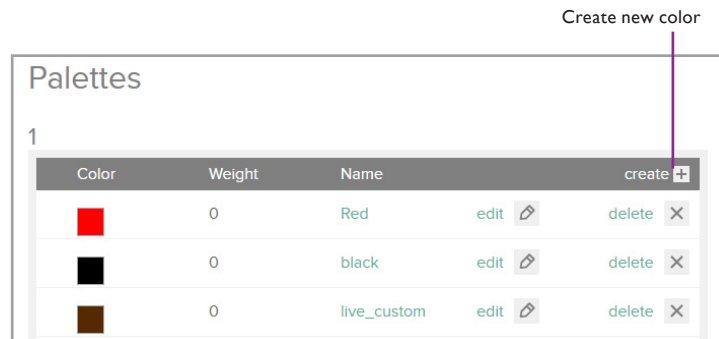 Create new color
Palettes
1
Color Weight Name create +
0 Red edit delete
0 black edit delete
0 live_custom edit delete